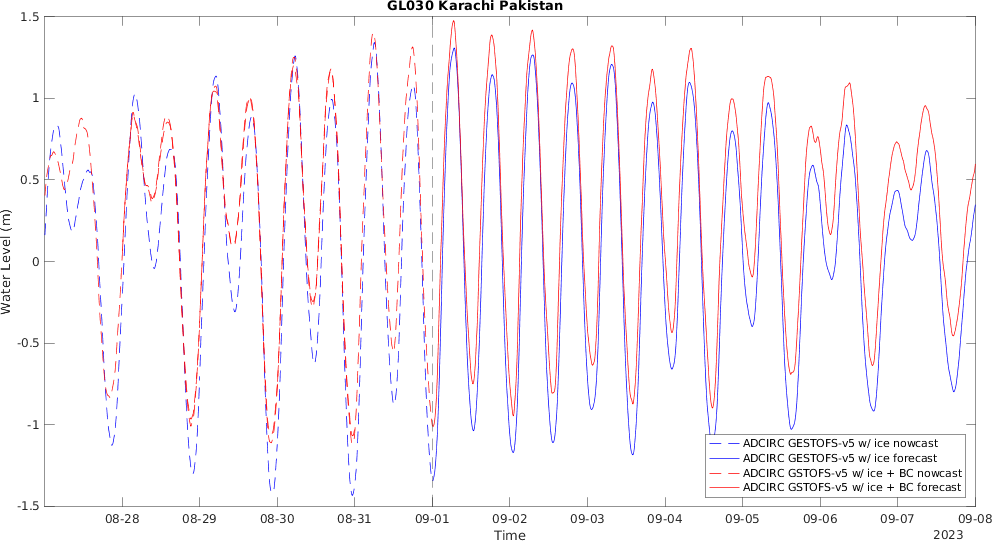 GL030 Karachi Pakistan
1.5
1
0.5
0
-0.5
-1
-1.5
Water Level (m)
ADCIRC GESTOFS-v5 w/ ice nowcast
ADCIRC GESTOFS-v5 w/ ice forecast
ADCIRC GSTOFS-v5 w/ ice + BC nowcast
ADCIRC GSTOFS-v5 w/ ice + BC forecast
08-28 08-29 08-30 08-31 09-01 09-02 09-03 09-04 09-05 09-06 09-07 09-08
Time
2023